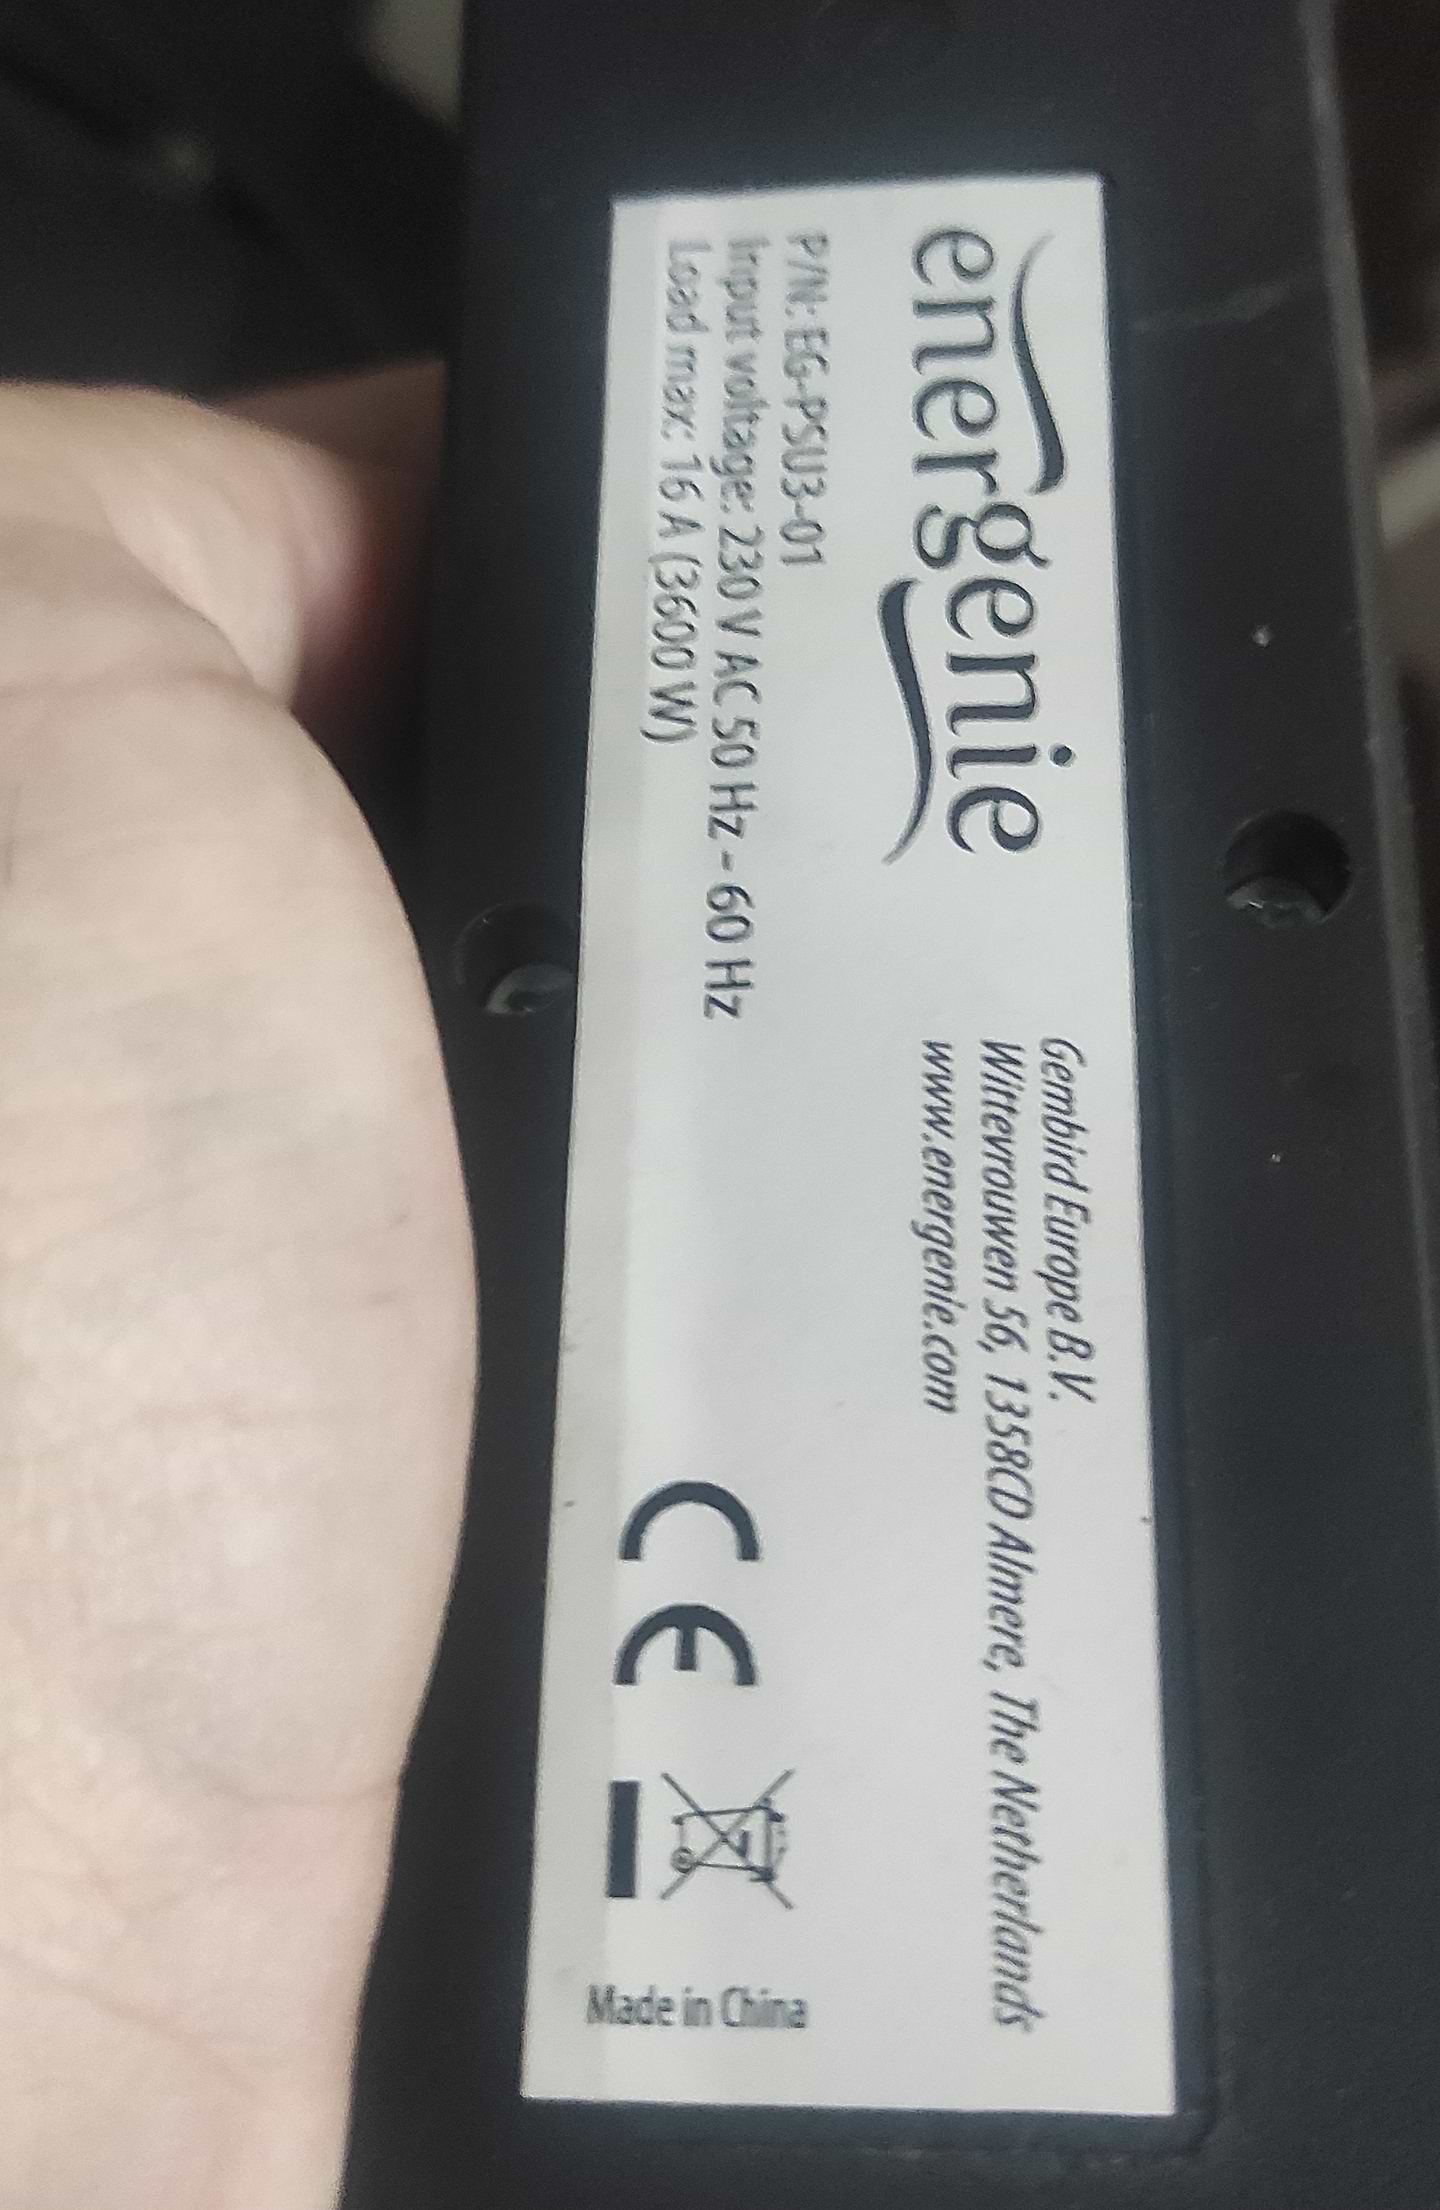 energenie
Gembird Europe B.V.
Wittevrouwen 56, 1358CD Almere, The Netherlands
www.energenie.com
P/N: EG-PSU3-01
Input voltage: 230 V AC 50 Hz - 60 Hz
Load max: 16 A (3600 W)
CE
Made in China